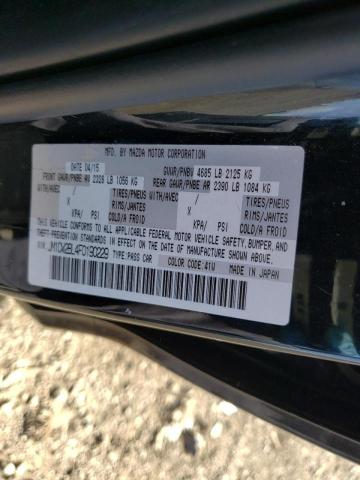 MFD. BY MAZDA MOTOR CORPORATION
DATE 04/15 GVWR/PNBV 4685 LB 2125 KG
FRONT GAWR/PNBE AV 2328 LB 1056 KG REAR GAWR/PNBE AR 2390 LB 1084 KG
WITH/AVEC TIRES/PNEUS WITH/AVEC TIRES/PNEUS
X RIMS/JANTES X RIMS/JANTES
KPA/ PSI COLD/A FROID KPA/ PSI COLD/A FROID
THIS VEHICLE CONFORMS TO ALL APPLICABLE FEDERAL MOTOR VEHICLE SAFETY, BUMPER, AND
THEFT PREVENTION STANDARDS IN EFFECT ON THE DATE OF MANUFACTURE SHOWN ABOVE.
TYPE:PASS CAR COLOR CODE:41W MADE IN JAPAN